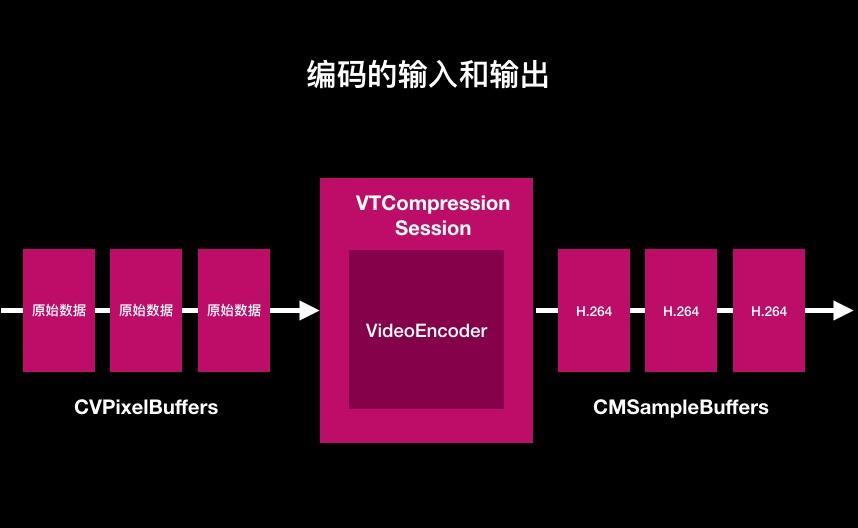 编码的输入和输出
VTCompression
Session
原始数据
原始数据
原始数据
VideoEncoder
H.264
H.264
H.264
CVPixelBuffers
CMSampleBuffers